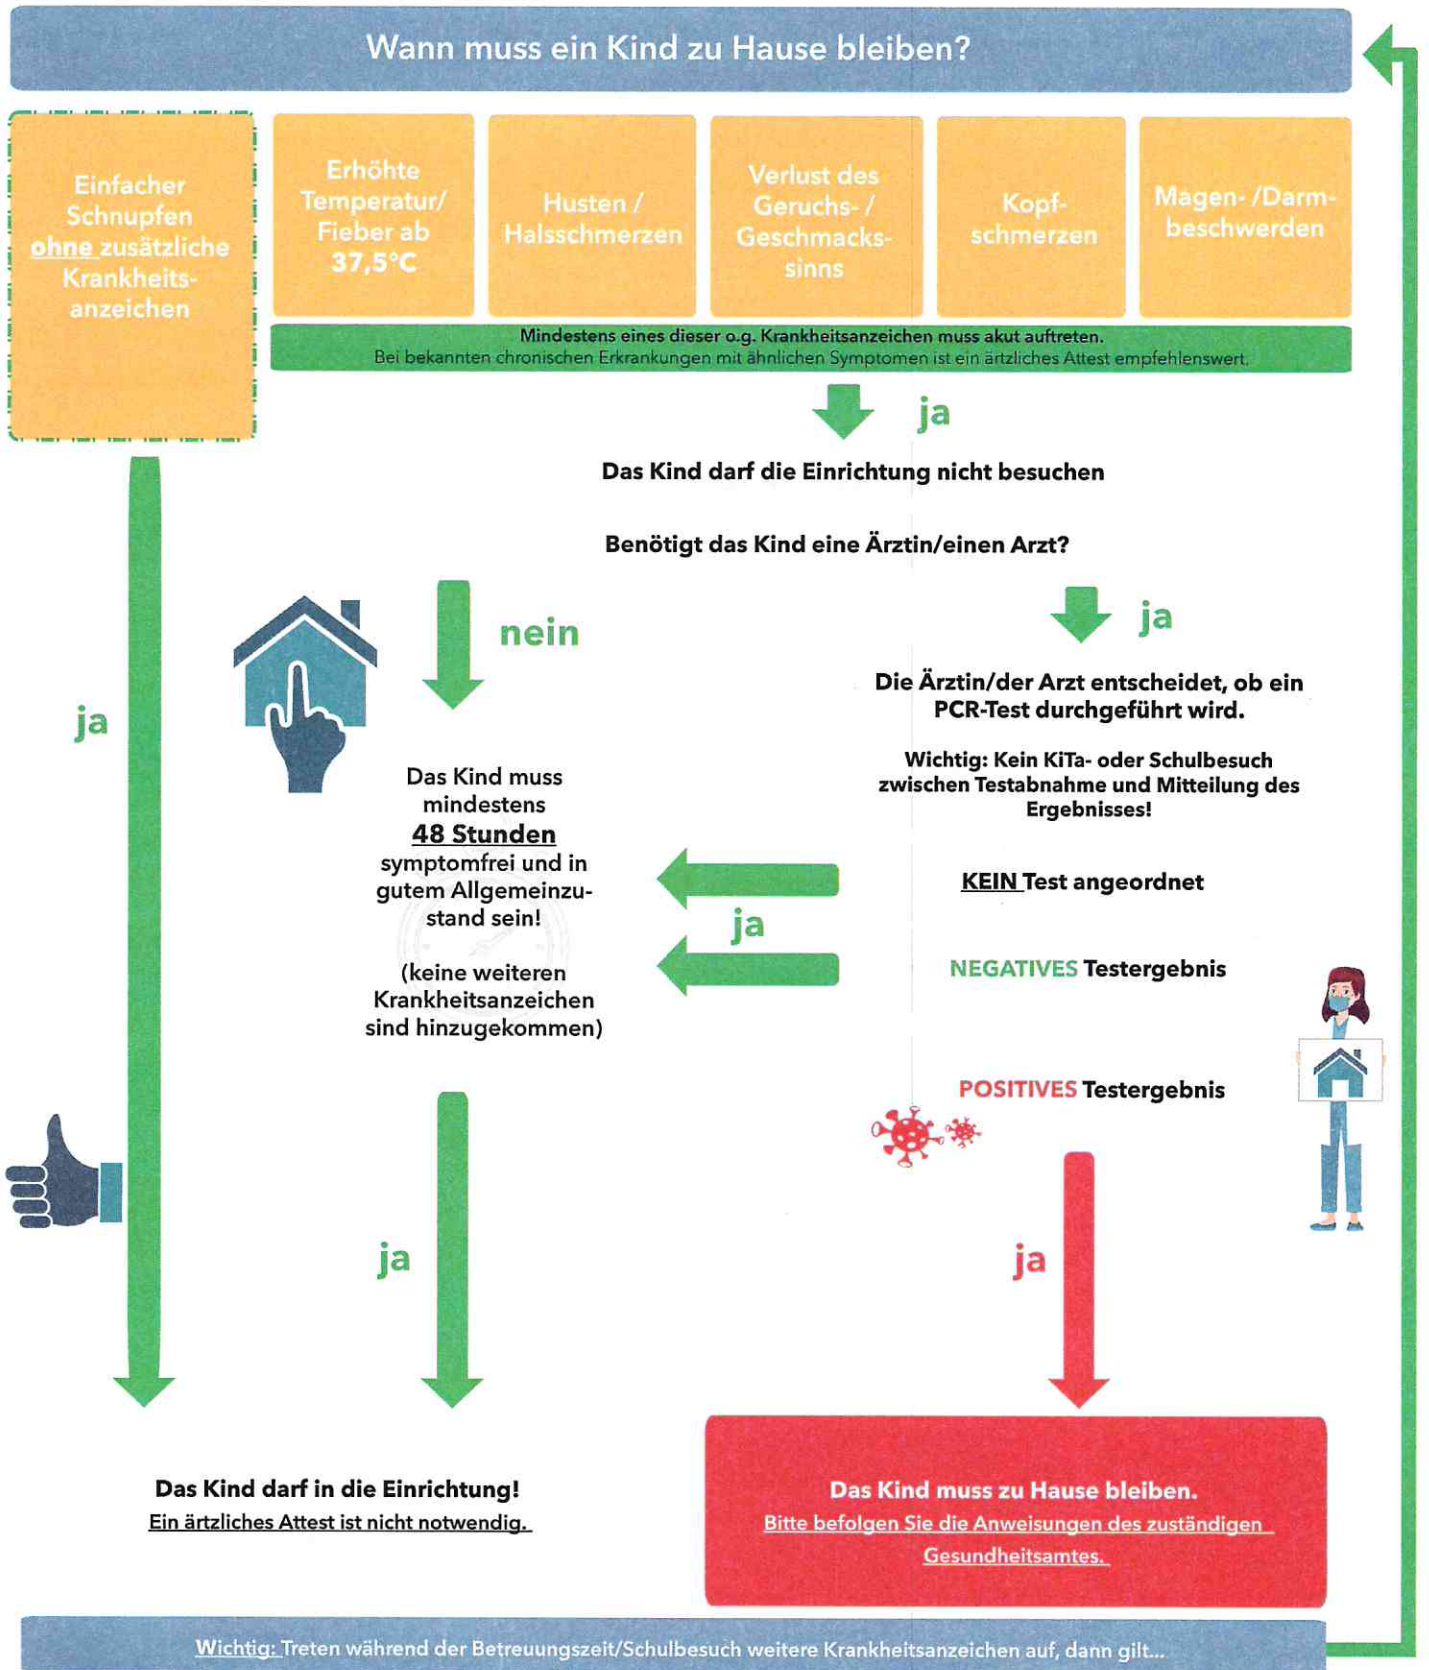 Wann muss ein Kind zu Hause bleiben?
Einfacher
Schnupfen
ohne zusätzliche
Krankheits-
anzeichen
Erhöhte
Temperatur/
Fieber ab
37,5°C
Husten /
Halsschmerzen
Verlust des
Geruchs- /
Geschmacks-
sinns
Kopf-
schmerzen
Magen- /Darm-
beschwerden
Mindestens eines dieser o.g. Krankheitsanzeichen muss akut auftreten.
Bei bekannten chronischen Erkrankungen mit ähnlichen Symptomen ist ein ärtzliches Attest empfehlenswert.
ja
Das Kind darf die Einrichtung nicht besuchen
Benötigt das Kind eine Ärztin/einen Arzt?
nein
ja
ja
Die Ärztin/der Arzt entscheidet, ob ein
PCR-Test durchgeführt wird.
Wichtig: Kein KiTa- oder Schulbesuch
zwischen Testabnahme und Mitteilung des
Ergebnisses!
Das Kind muss
mindestens
48 Stunden
symptomfrei und in
gutem Allgemeinzu-
stand sein!
(keine weiteren
Krankheitsanzeichen
sind hinzugekommen)
KEIN Test angeordnet
ja
NEGATIVES Testergebnis
POSITIVES Testergebnis
ja
ja
Das Kind darf in die Einrichtung!
Ein ärtzliches Attest ist nicht notwendig.
Das Kind muss zu Hause bleiben.
Bitte befolgen Sie die Anweisungen des zuständigen
Gesundheitsamtes.
Wichtig: Treten während der Betreuungszeit/Schulbesuch weitere Krankheitsanzeichen auf, dann gilt...